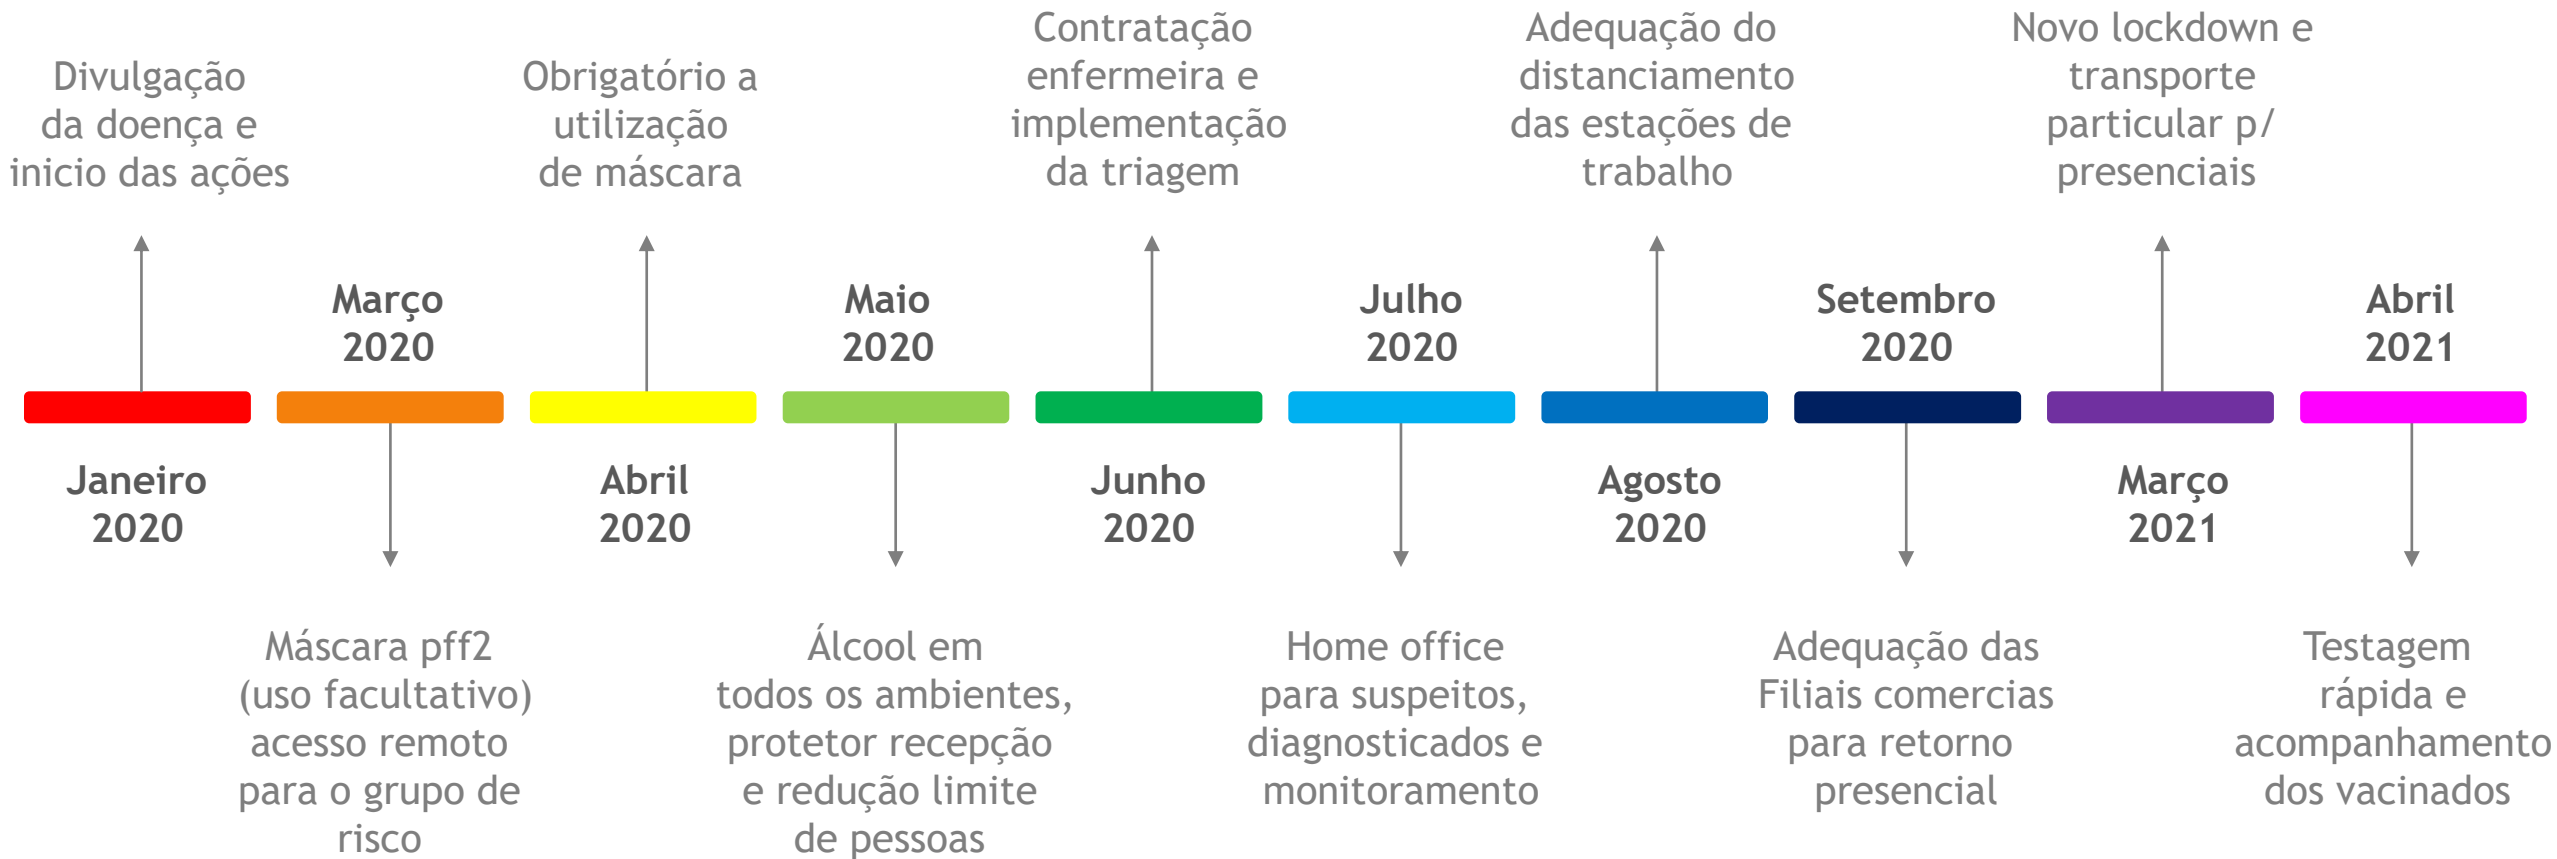 Divulgação
da doença e
inicio das ações
Janeiro
2020
Março
2020
Máscara pff2
(uso facultativo)
acesso remoto
para o grupo de
risco
Obrigatório a
utilização
de máscara
Abril
2020
Maio
2020
Álcool em
todos os ambientes,
protetor recepção
e redução limite
de pessoas
Contratação
enfermeira e
implementação
da triagem
Junho
2020
Julho
2020
Home office
para suspeitos,
diagnosticados e
monitoramento
Adequação do
distanciamento
das estações de
trabalho
Agosto
2020
Setembro
2020
Adequação das
Filiais comercias
para retorno
presencial
Novo lockdown e
transporte
particular p/
presenciais
Março
2021
Abril
2021
Testagem
rápida e
acompanhamento
dos vacinados